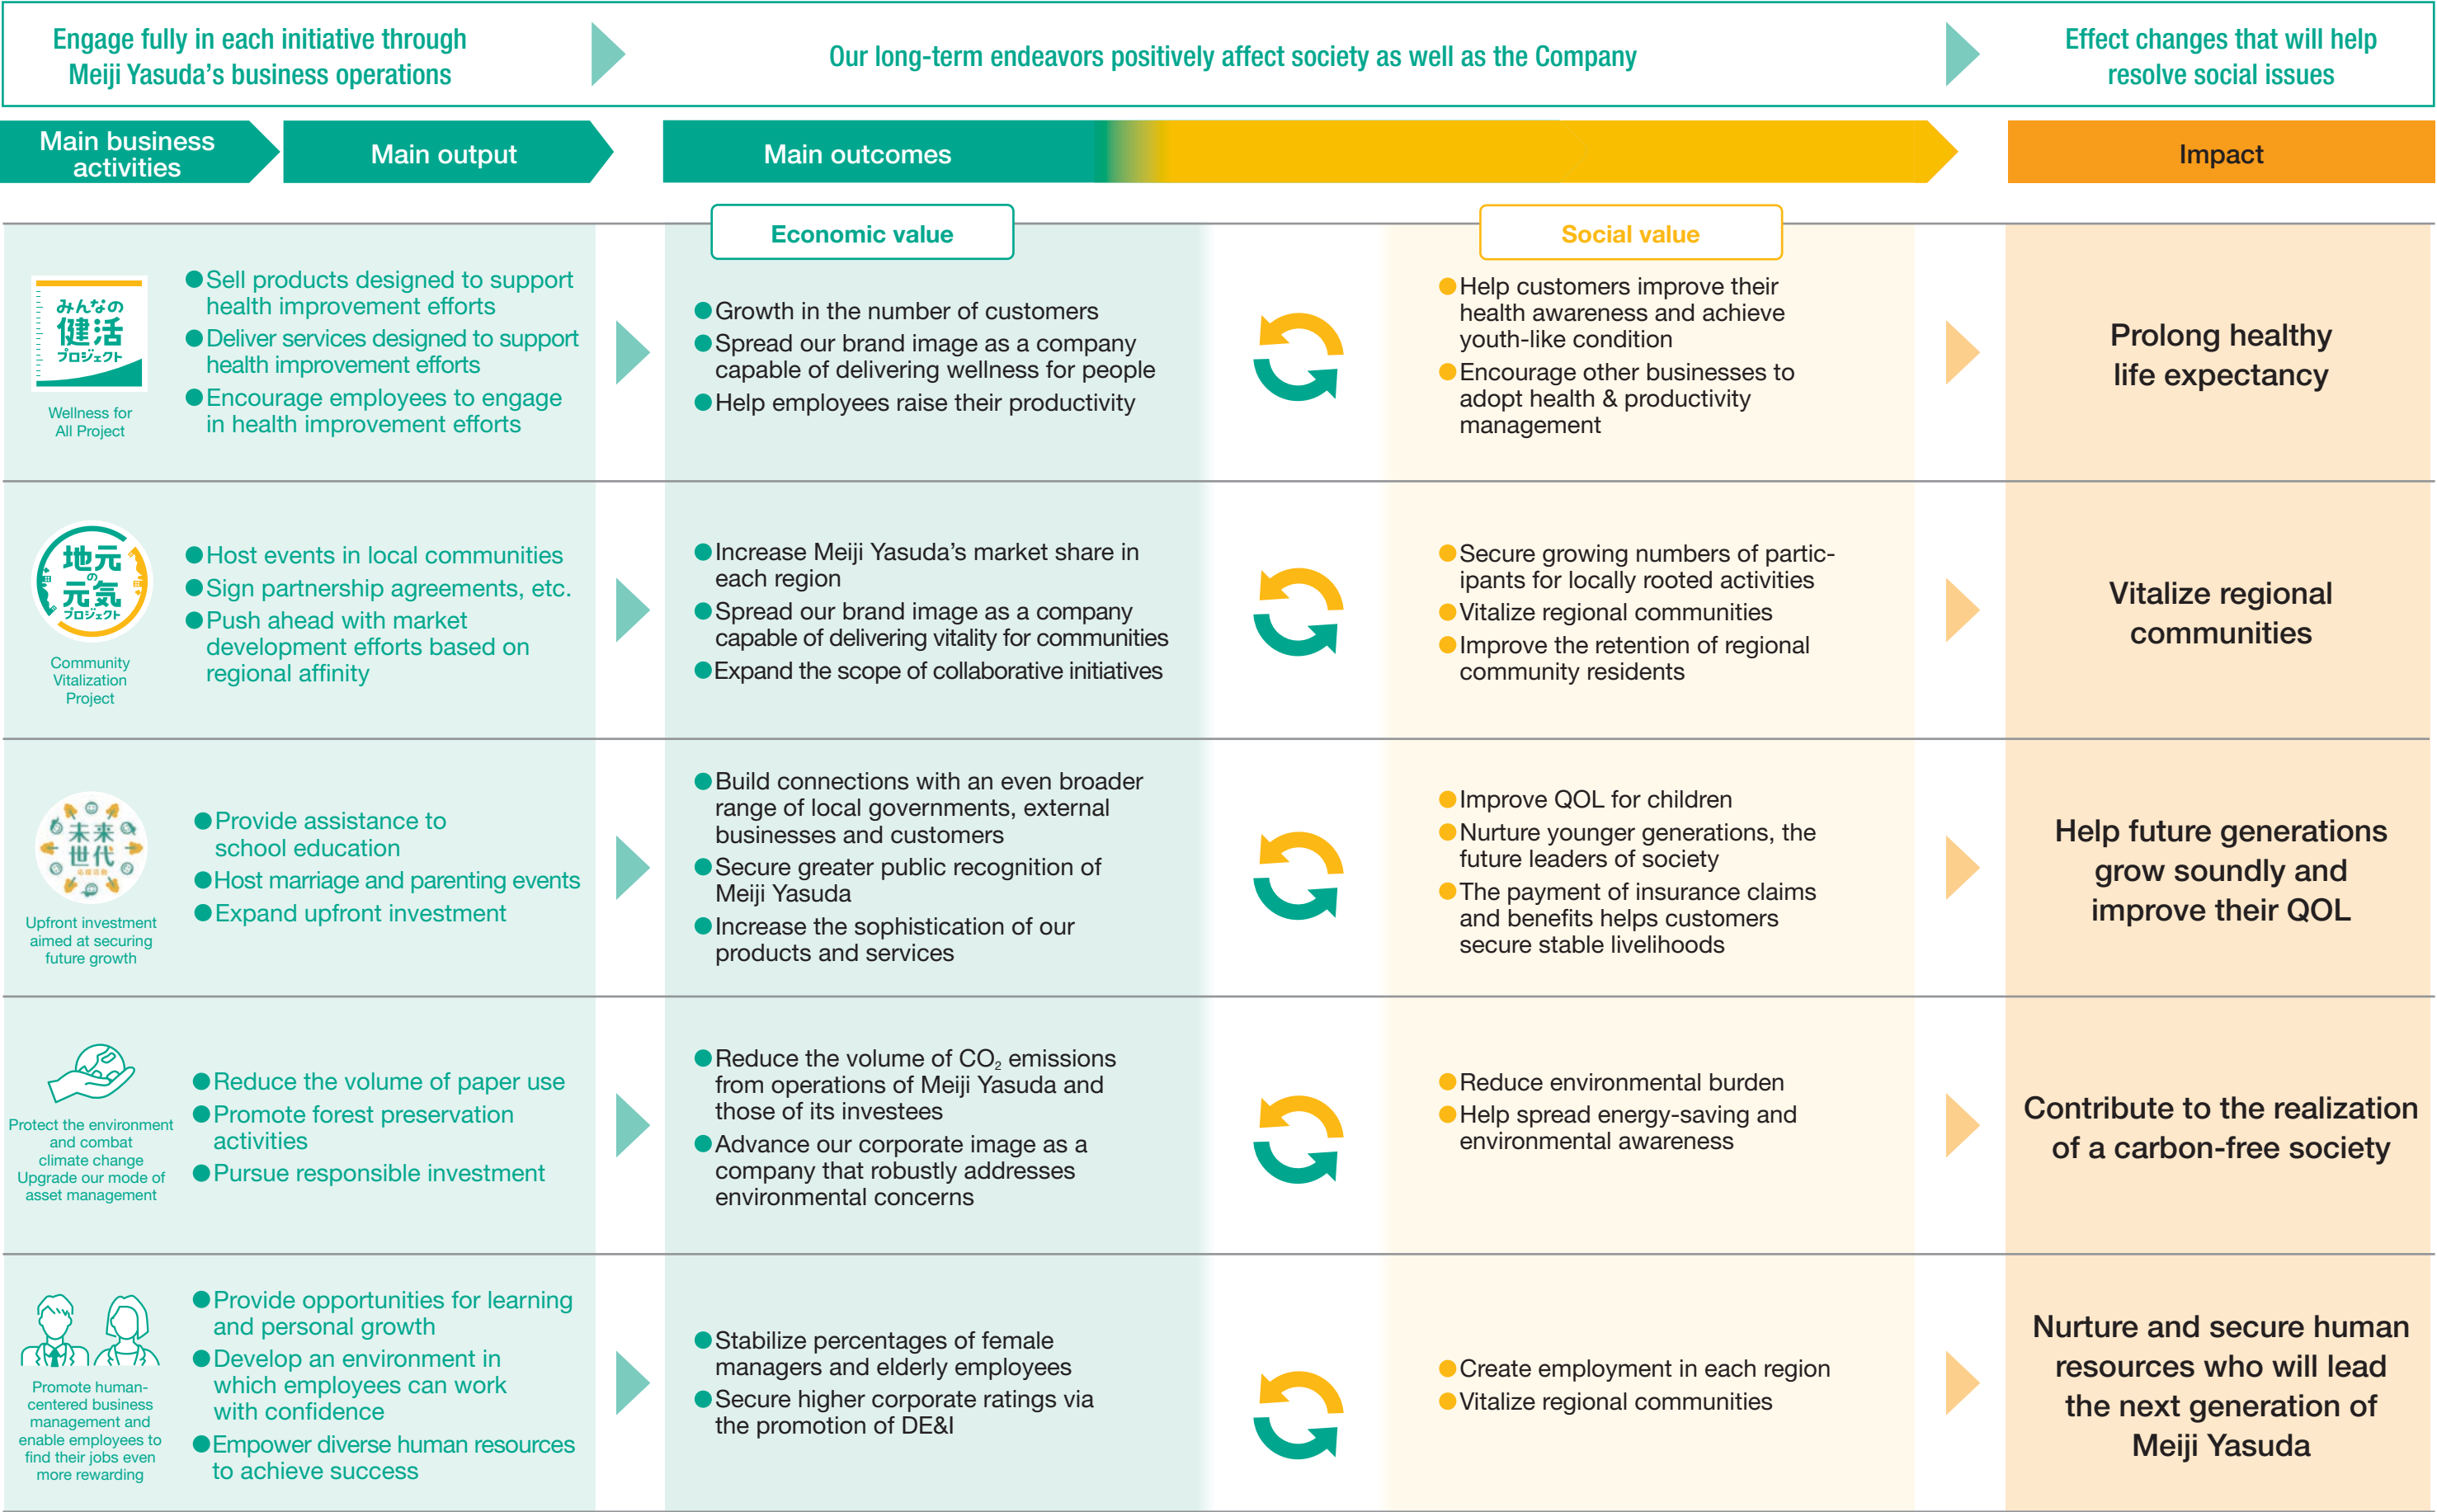 Engage fully in each initiative through
Meiji Yasuda’s business operations
Our long-term endeavors positively affect society as well as the Company
Effect changes that will help
resolve social issues
Main business
activities
Main output
Main outcomes
Impact
Economic value
Social value
みんなの
健活
プロジェクト
Wellness for
All Project
●Sell products designed to support
health improvement efforts
●Deliver services designed to support
health improvement efforts
●Encourage employees to engage
in health improvement efforts
●Growth in the number of customers
●Spread our brand image as a company
capable of delivering wellness for people
●Help employees raise their productivity
●Help customers improve their
health awareness and achieve
youth-like condition
●Encourage other businesses to
adopt health & productivity
management
Prolong healthy
life expectancy
地元
の
元気
プロジェクト
Community
Vitalization
Project
●Host events in local communities
●Sign partnership agreements, etc.
●Push ahead with market
development efforts based on
regional affinity
●Increase Meiji Yasuda’s market share in
each region
●Spread our brand image as a company
capable of delivering vitality for communities
●Expand the scope of collaborative initiatives
●Secure growing numbers of partic-
ipants for locally rooted activities
●Vitalize regional communities
●Improve the retention of regional
community residents
Vitalize regional
communities
未来
世代
応援活動
Upfront investment
aimed at securing
future growth
●Provide assistance to
school education
●Host marriage and parenting events
●Expand upfront investment
●Build connections with an even broader
range of local governments, external
businesses and customers
●Secure greater public recognition of
Meiji Yasuda
●Increase the sophistication of our
products and services
●Improve QOL for children
●Nurture younger generations, the
future leaders of society
●The payment of insurance claims
and benefits helps customers
secure stable livelihoods
Help future generations
grow soundly and
improve their QOL
Protect the environment
and combat
climate change
Upgrade our mode of
asset management
●Reduce the volume of paper use
●Promote forest preservation
activities
●Pursue responsible investment
●Reduce the volume of CO₂ emissions
from operations of Meiji Yasuda and
those of its investees
●Advance our corporate image as a
company that robustly addresses
environmental concerns
●Reduce environmental burden
●Help spread energy-saving and
environmental awareness
Contribute to the realization
of a carbon-free society
Promote human-
centered business
management and
enable employees to
find their jobs even
more rewarding
●Provide opportunities for learning
and personal growth
●Develop an environment in
which employees can work
with confidence
●Empower diverse human resources
to achieve success
●Stabilize percentages of female
managers and elderly employees
●Secure higher corporate ratings via
the promotion of DE&I
●Create employment in each region
●Vitalize regional communities
Nurture and secure human
resources who will lead
the next generation of
Meiji Yasuda